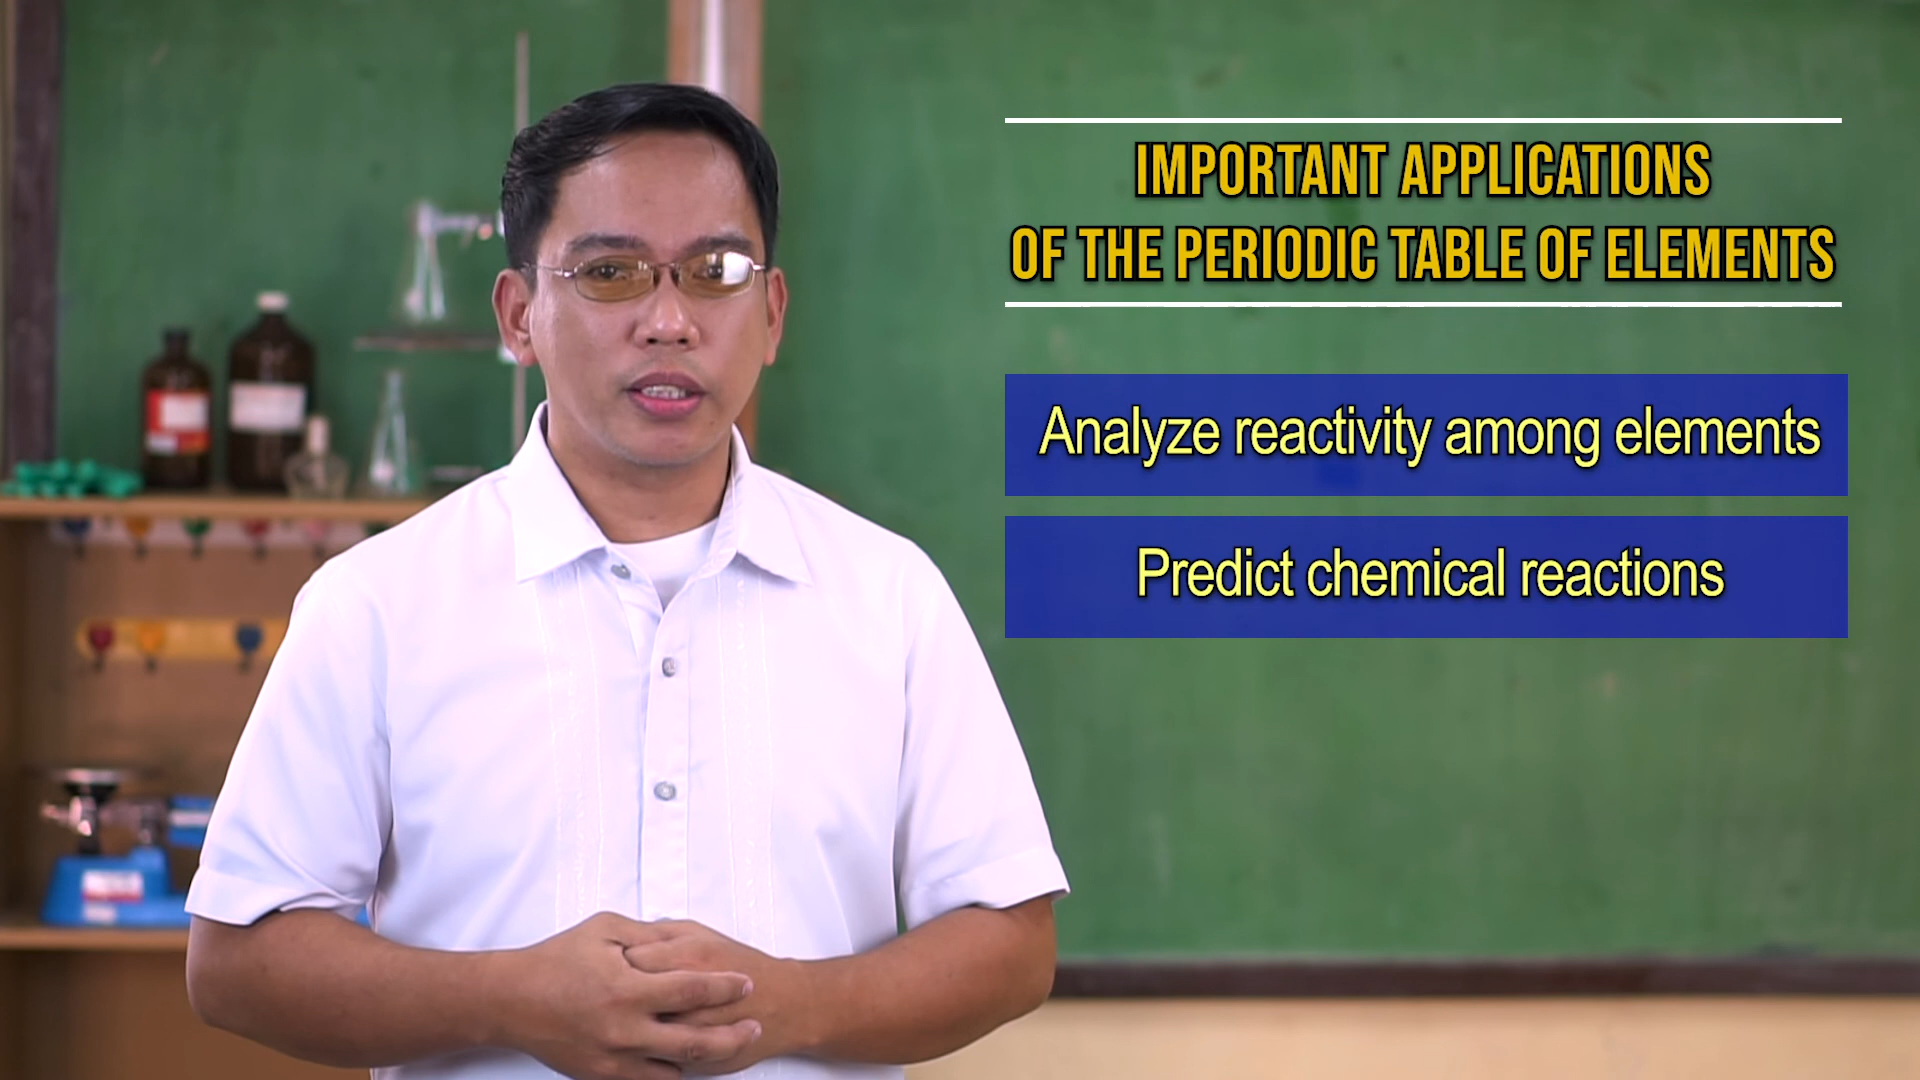 IMPORTANT APPLICATIONS
OF THE PERIODIC TABLE OF ELEMENTS
Analyze reactivity among elements
Predict chemical reactions